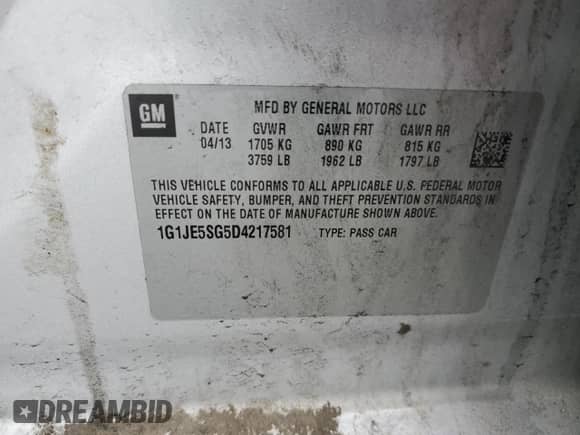 GM
MFD BY GENERAL MOTORS LLC
DATE GVWR GAWR FRT GAWR RR
04/13 1705 KG 890 KG 815 KG
3759 LB 1962 LB 1797 LB
THIS VEHICLE CONFORMS TO ALL APPLICABLE U.S. FEDERAL MOTOR
VEHICLE SAFETY, BUMPER, AND THEFT PREVENTION STANDARDS IN
EFFECT ON THE DATE OF MANUFACTURE SHOWN ABOVE.
1G1JE5SG5D4217581 TYPE: PASS CAR
DREAMBID